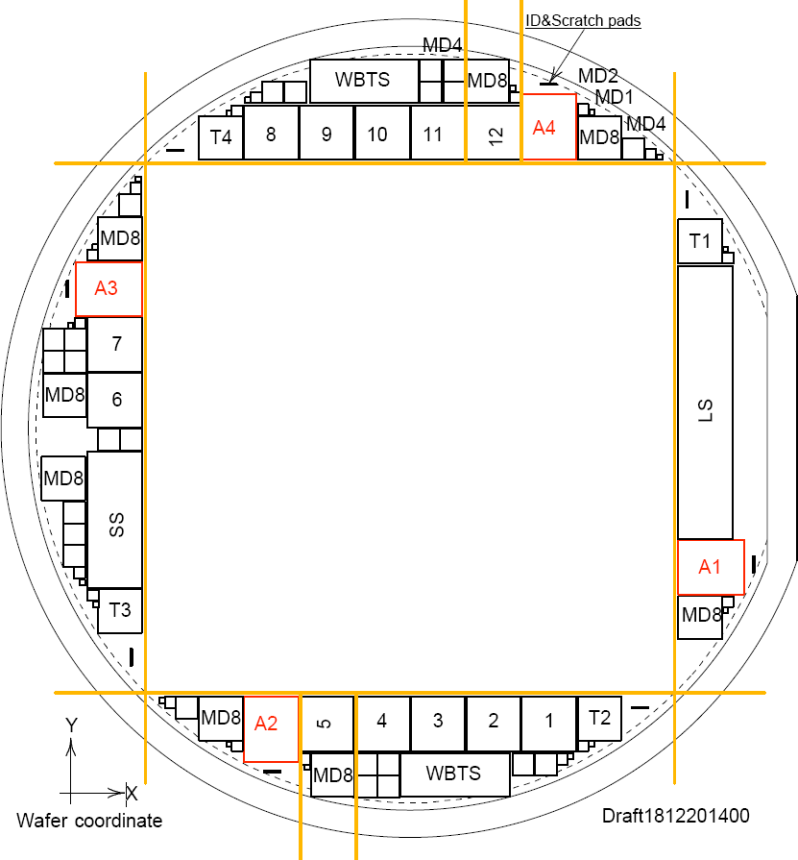 ID&Scratch pads
MD4
MD2
WBTS
MD8
MD1
MD4
T4
8
9
10
11
12
A4
MD8
MD8
T1
A3
7
MD8
6
LS
MD8
SS
A1
T3
MD8
MD8
A2
5
4
3
2
1
T2
MD8
WBTS
Y
X
Wafer coordinate
Draft1812201400